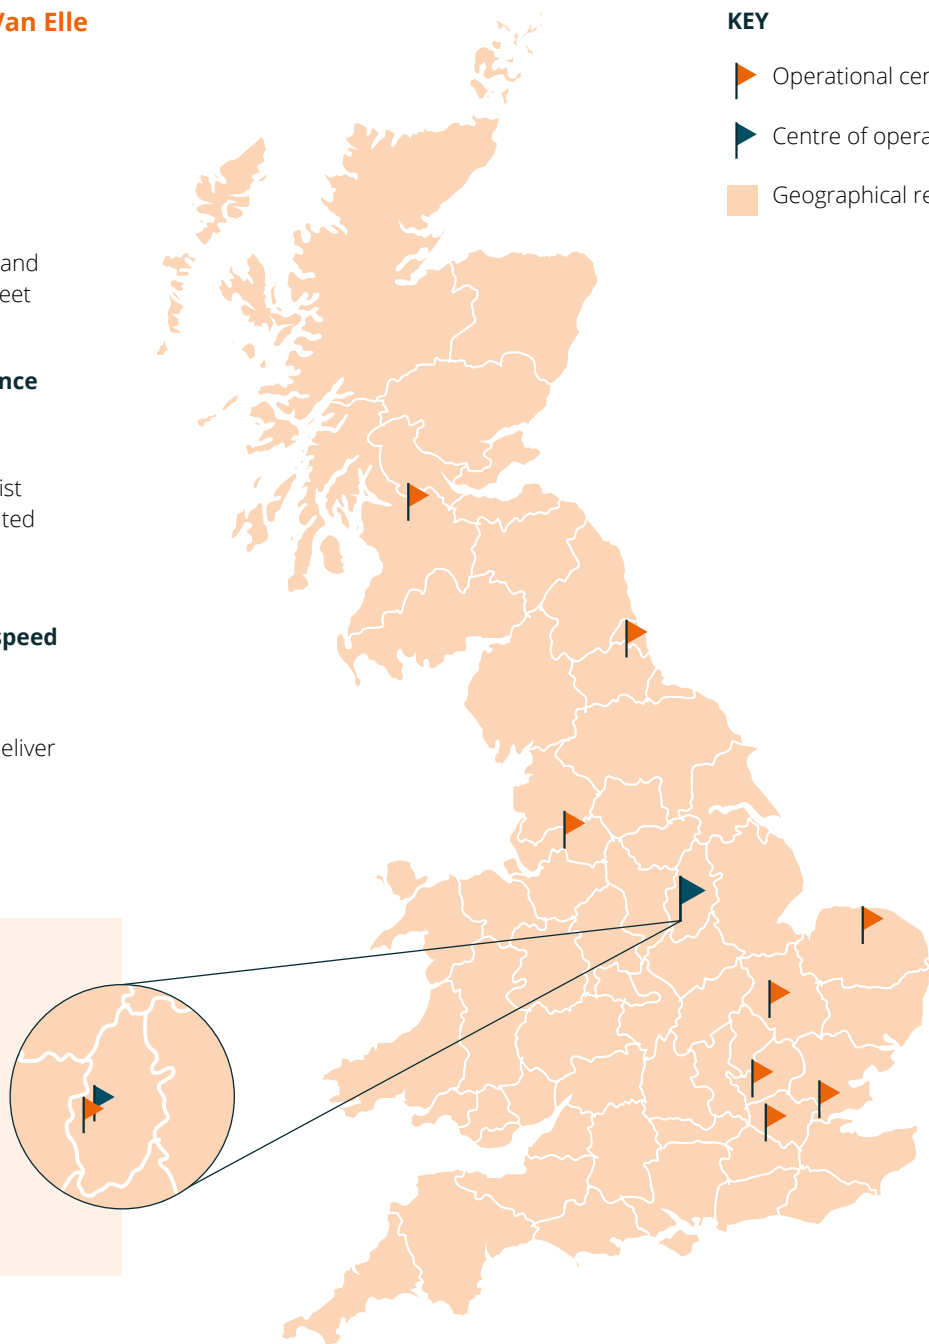 Van Elle
and
eet
nce
ist
ted
speed
eliver
KEY
Operational cer
Centre of opera
Geographical re